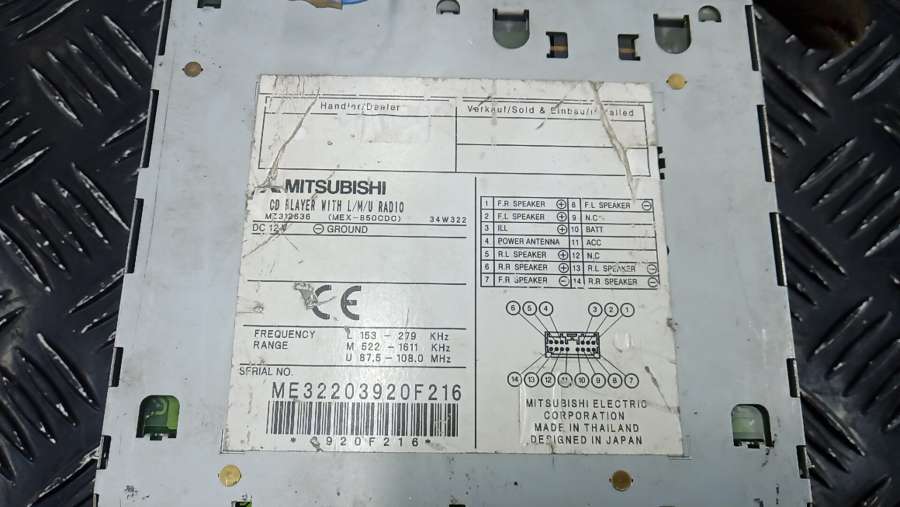 Handler/Dealer
Verkauf/Sold & Einbau/Installed
MITSUBISHI
CD PLAYER WITH L/M/U RADIO
MZ312636 (MEX-850CDC) 34W322
DC 12V ⊖ GROUND
CE
FREQUENCY RANGE
L 153 - 279 KHz
M 522 - 1611 KHz
U 87.5 - 108.0 MHz
SERIAL NO.
ME32203920F216
920F216*
1 F.R SPEAKER ⊕ 8 F.L SPEAKER ⊖
2 F.L SPEAKER ⊕ 9 N.C
3 ILL ⊕ 10 BATT
4 POWER ANTENNA 11 ACC
5 R.L SPEAKER ⊕ 12 N.C
6 R.R SPEAKER ⊕ 13 R.L SPEAKER ⊖
7 F.R SPEAKER ⊖ 14 R.R SPEAKER ⊖
6 5 4 3 2 1
14 13 12 11 10 9 8 7
MITSUBISHI ELECTRIC
CORPORATION
MADE IN THAILAND
DESIGNED IN JAPAN